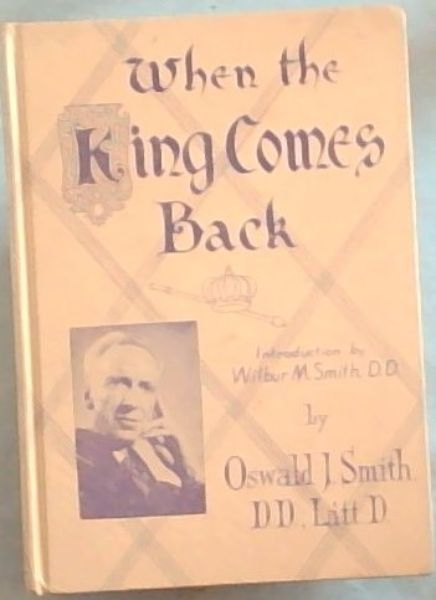 When the
King Comes
Back
Introduction by
Wilbur M. Smith, D.D.
by
Oswald J. Smith
D.D., Litt D